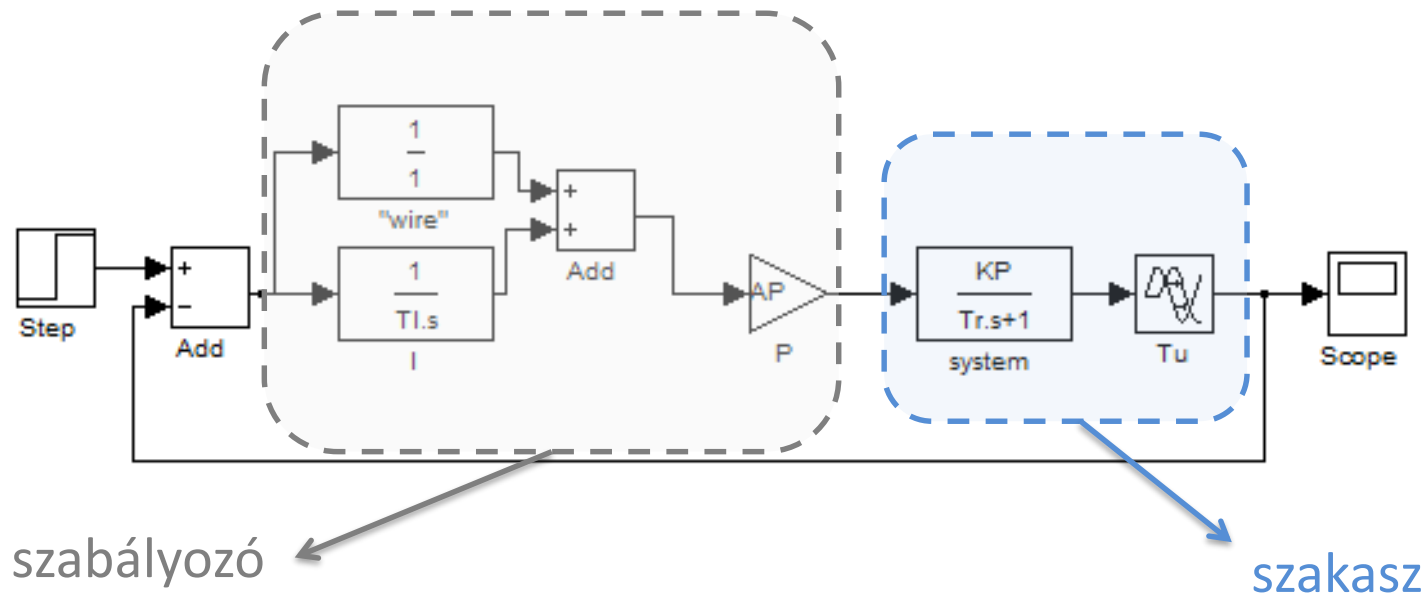 1
1
"wire"
+
+
Add
1
TI.s
I
AP
P
+
−
Add
Step
KP
Tr.s+1
system
Tu
Scope
szabályozó
szakasz